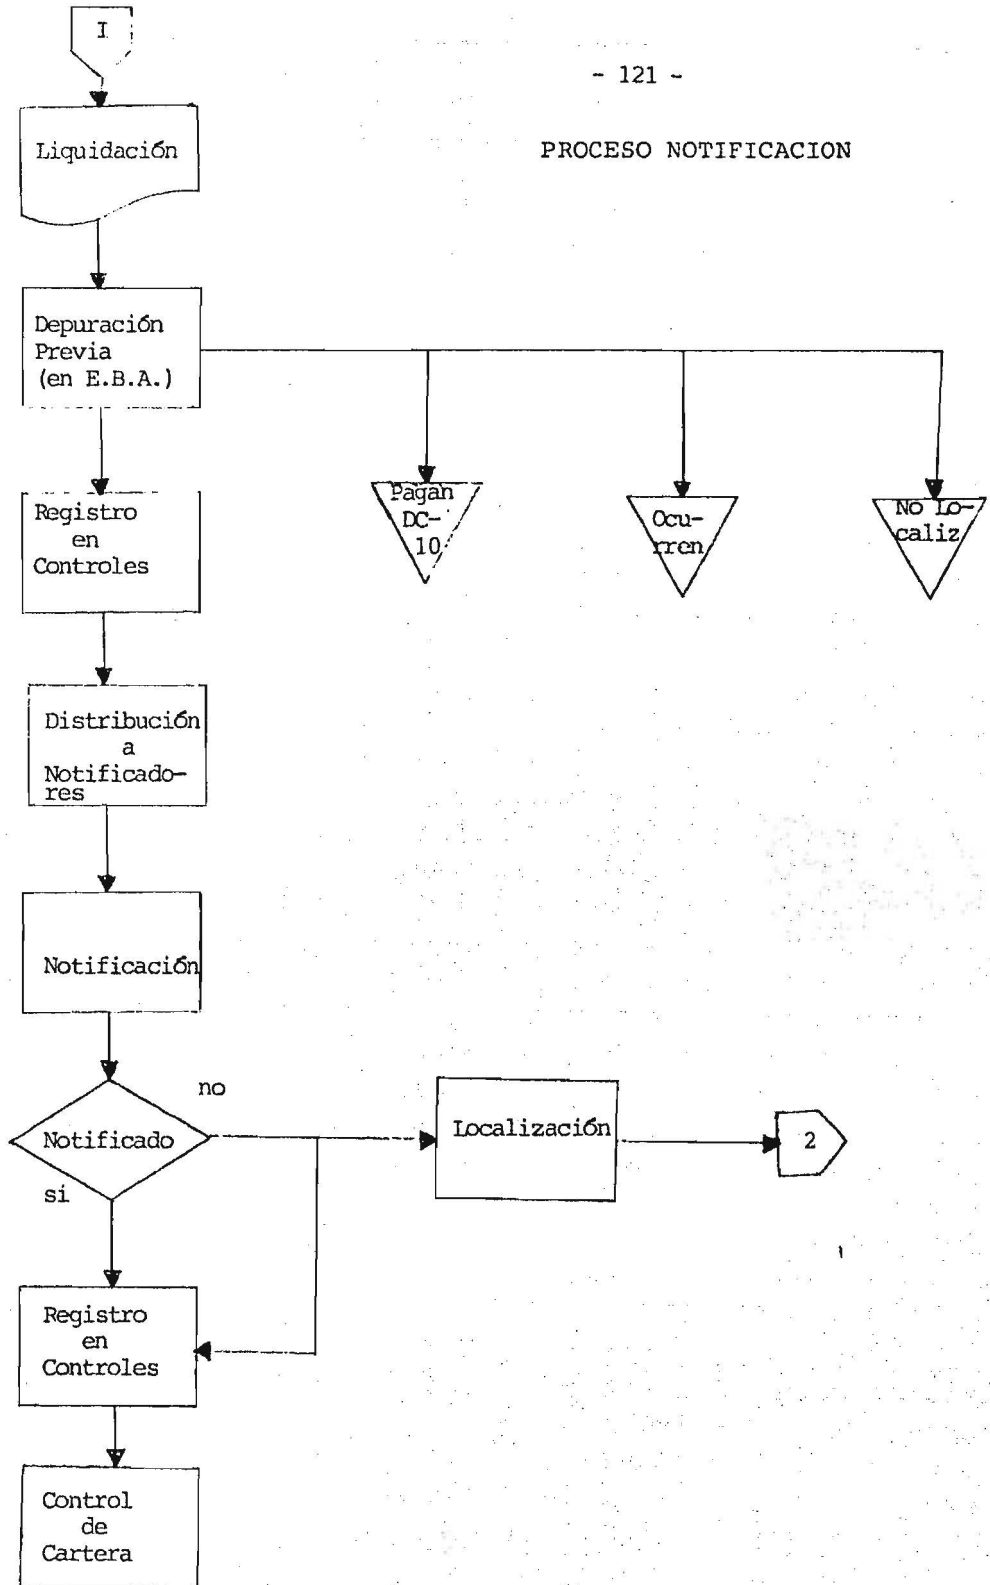 I
- 121 -
PROCESO NOTIFICACION
Liquidación
Depuración
Previa
(en E.B.A.)
Pagan
DC-
10
Ocu-
rren
No Lo-
caliz
Registro
en
Controles
Distribución
a
Notificado-
res
Notificación
no
Notificado
si
Localización
2
Registro
en
Controles
Control
de
Cartera